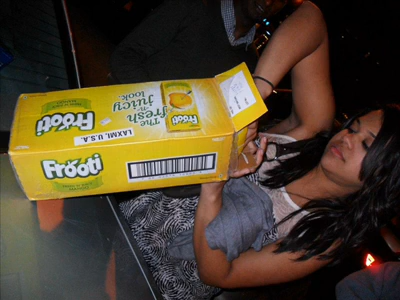 Frooti
The
fresh
'n'
juicy
look.
LAXMI, U.S.A.
Frooti
Frooti